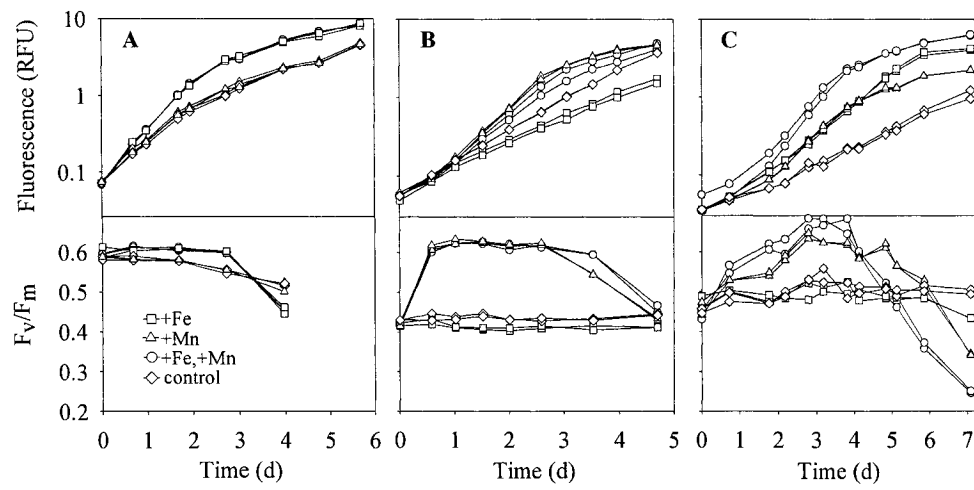 A
B
C
Fluorescence (RFU)
10
1
0.1
Fv/Fm
0.6
0.5
0.4
0.3
0.2
+Fe
+Mn
+Fe,+Mn
control
0 1 2 3 4 5 6
0 1 2 3 4 5
0 1 2 3 4 5 6 7
Time (d)
Time (d)
Time (d)